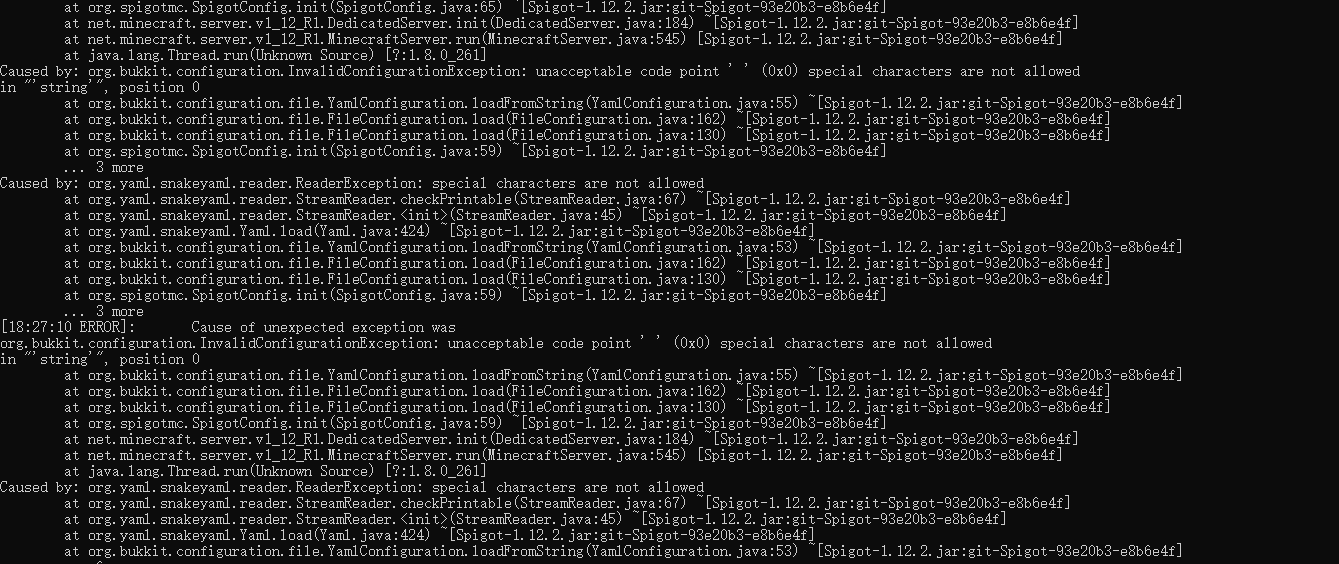 at org.spigotmc.SpigotConfig.init(SpigotConfig.java:65) ~[Spigot-1.12.2.jar:git-Spigot-93e20b3-e8b6e4f]
at net.minecraft.server.v1_12_R1.DedicatedServer.init(DedicatedServer.java:184) ~[Spigot-1.12.2.jar:git-Spigot-93e20b3-e8b6e4f]
at net.minecraft.server.v1_12_R1.MinecraftServer.run(MinecraftServer.java:545) [Spigot-1.12.2.jar:git-Spigot-93e20b3-e8b6e4f]
at java.lang.Thread.run(Unknown Source) [?:1.8.0_261]
Caused by: org.bukkit.configuration.InvalidConfigurationException: unacceptable code point ' ' (0x0) special characters are not allowed
in "'string'", position 0
at org.bukkit.configuration.file.YamlConfiguration.loadFromString(YamlConfiguration.java:55) ~[Spigot-1.12.2.jar:git-Spigot-93e20b3-e8b6e4f]
at org.bukkit.configuration.file.FileConfiguration.load(FileConfiguration.java:162) ~[Spigot-1.12.2.jar:git-Spigot-93e20b3-e8b6e4f]
at org.bukkit.configuration.file.FileConfiguration.load(FileConfiguration.java:130) ~[Spigot-1.12.2.jar:git-Spigot-93e20b3-e8b6e4f]
at org.spigotmc.SpigotConfig.init(SpigotConfig.java:59) ~[Spigot-1.12.2.jar:git-Spigot-93e20b3-e8b6e4f]
... 3 more
Caused by: org.yaml.snakeyaml.reader.ReaderException: special characters are not allowed
at org.yaml.snakeyaml.reader.StreamReader.checkPrintable(StreamReader.java:67) ~[Spigot-1.12.2.jar:git-Spigot-93e20b3-e8b6e4f]
at org.yaml.snakeyaml.reader.StreamReader.<init>(StreamReader.java:45) ~[Spigot-1.12.2.jar:git-Spigot-93e20b3-e8b6e4f]
at org.yaml.snakeyaml.Yaml.load(Yaml.java:424) ~[Spigot-1.12.2.jar:git-Spigot-93e20b3-e8b6e4f]
at org.bukkit.configuration.file.YamlConfiguration.loadFromString(YamlConfiguration.java:53) ~[Spigot-1.12.2.jar:git-Spigot-93e20b3-e8b6e4f]
at org.bukkit.configuration.file.FileConfiguration.load(FileConfiguration.java:162) ~[Spigot-1.12.2.jar:git-Spigot-93e20b3-e8b6e4f]
at org.bukkit.configuration.file.FileConfiguration.load(FileConfiguration.java:130) ~[Spigot-1.12.2.jar:git-Spigot-93e20b3-e8b6e4f]
at org.spigotmc.SpigotConfig.init(SpigotConfig.java:59) ~[Spigot-1.12.2.jar:git-Spigot-93e20b3-e8b6e4f]
... 3 more
[18:27:10 ERROR]: Cause of unexpected exception was
org.bukkit.configuration.InvalidConfigurationException: unacceptable code point ' ' (0x0) special characters are not allowed
in "'string'", position 0
at org.bukkit.configuration.file.YamlConfiguration.loadFromString(YamlConfiguration.java:55) ~[Spigot-1.12.2.jar:git-Spigot-93e20b3-e8b6e4f]
at org.bukkit.configuration.file.FileConfiguration.load(FileConfiguration.java:162) ~[Spigot-1.12.2.jar:git-Spigot-93e20b3-e8b6e4f]
at org.bukkit.configuration.file.FileConfiguration.load(FileConfiguration.java:130) ~[Spigot-1.12.2.jar:git-Spigot-93e20b3-e8b6e4f]
at org.spigotmc.SpigotConfig.init(SpigotConfig.java:59) ~[Spigot-1.12.2.jar:git-Spigot-93e20b3-e8b6e4f]
at net.minecraft.server.v1_12_R1.DedicatedServer.init(DedicatedServer.java:184) ~[Spigot-1.12.2.jar:git-Spigot-93e20b3-e8b6e4f]
at net.minecraft.server.v1_12_R1.MinecraftServer.run(MinecraftServer.java:545) [Spigot-1.12.2.jar:git-Spigot-93e20b3-e8b6e4f]
at java.lang.Thread.run(Unknown Source) [?:1.8.0_261]
Caused by: org.yaml.snakeyaml.reader.ReaderException: special characters are not allowed
at org.yaml.snakeyaml.reader.StreamReader.checkPrintable(StreamReader.java:67) ~[Spigot-1.12.2.jar:git-Spigot-93e20b3-e8b6e4f]
at org.yaml.snakeyaml.reader.StreamReader.<init>(StreamReader.java:45) ~[Spigot-1.12.2.jar:git-Spigot-93e20b3-e8b6e4f]
at org.yaml.snakeyaml.Yaml.load(Yaml.java:424) ~[Spigot-1.12.2.jar:git-Spigot-93e20b3-e8b6e4f]
at org.bukkit.configuration.file.YamlConfiguration.loadFromString(YamlConfiguration.java:53) ~[Spigot-1.12.2.jar:git-Spigot-93e20b3-e8b6e4f]